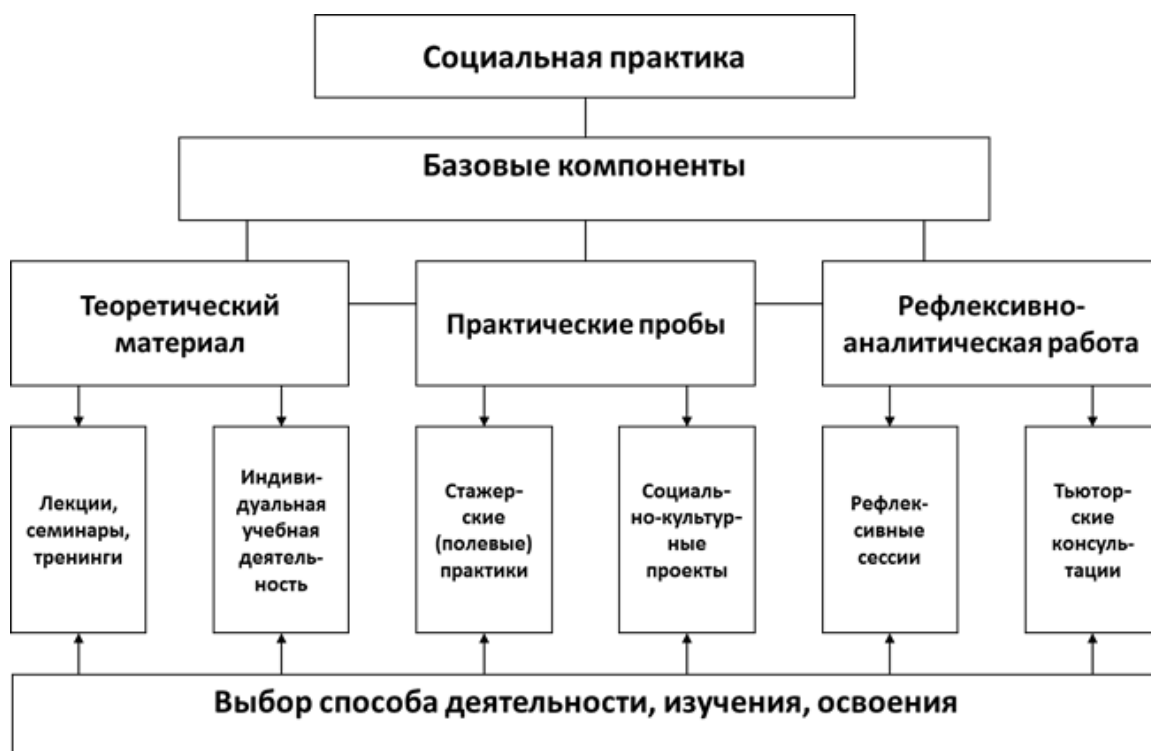 Социальная практика
Базовые компоненты
Теоретический
материал
Практические пробы
Рефлексивно-
аналитическая работа
Лекции,
семинары,
тренинги
Индиви-
дуальная
учебная
деятель-
ность
Стажер-
ские
(полевые)
практики
Социаль-
но-культур-
ные
проекты
Рефлек-
сивные
сессии
Тьютор-
ские
консуль-
тации
Выбор способа деятельности, изучения, освоения